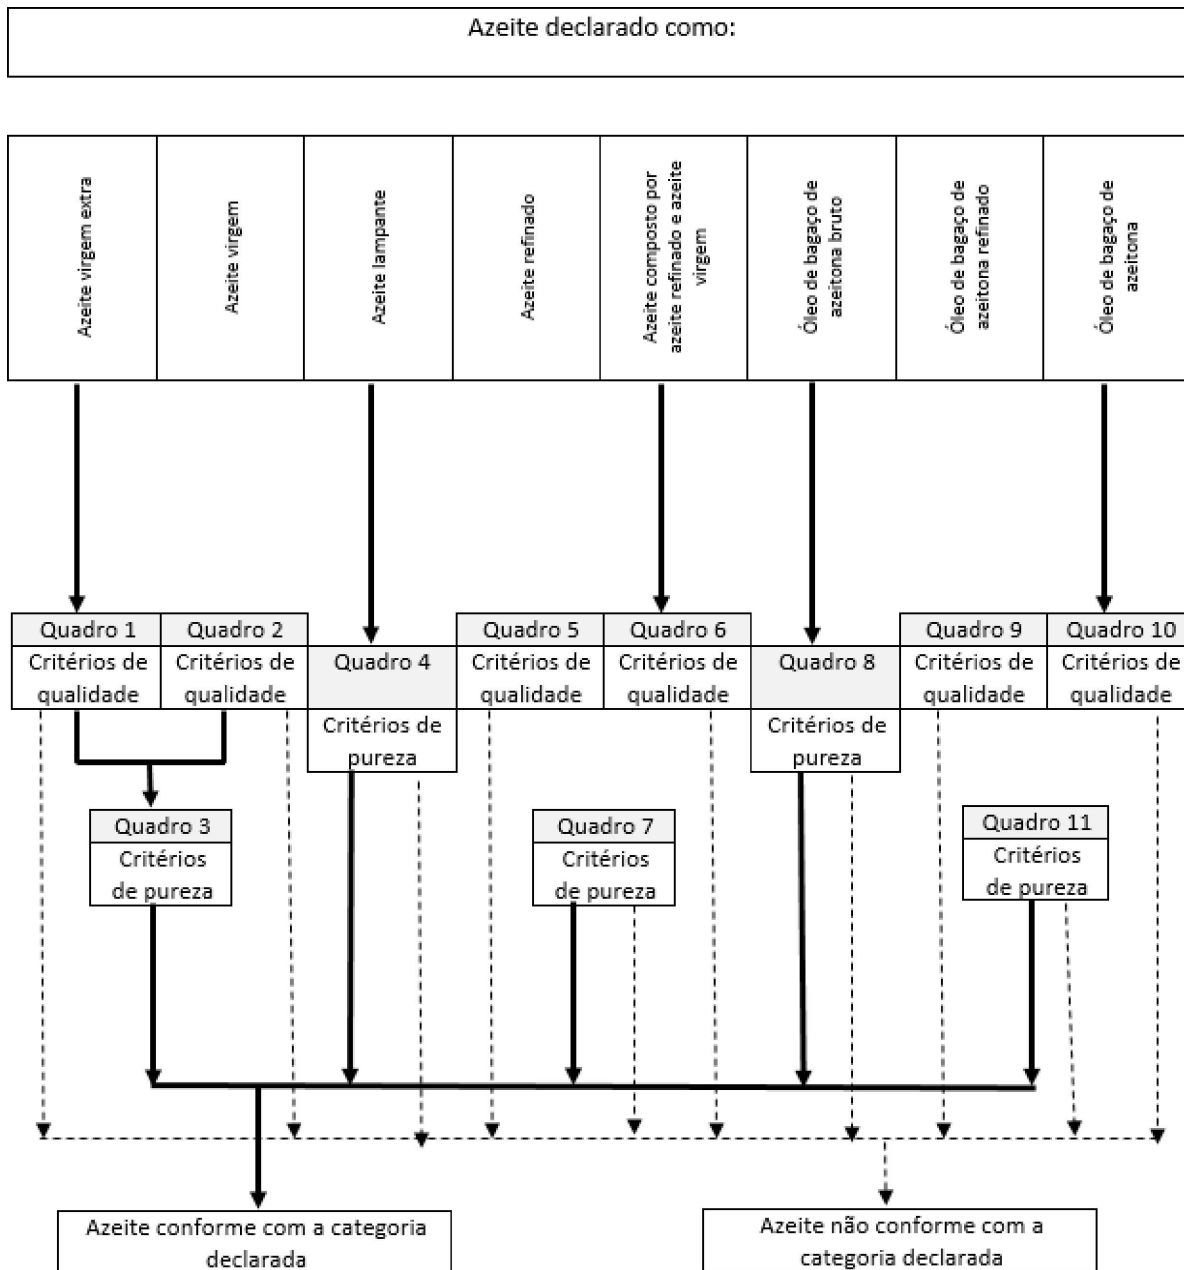 Azeite declarado como:
Azeite virgem extra
Azeite virgem
Azeite lampante
Azeite refinado
Azeite composto por
azeite refinado e azeite
virgem
Óleo de bagaço de
azeitona bruto
Óleo de bagaço de
azeitona refinado
Óleo de bagaço de
azeitona
Quadro 1
Critérios de
qualidade
Quadro 2
Critérios de
qualidade
Quadro 4
Critérios de
pureza
Quadro 5
Critérios de
qualidade
Quadro 6
Critérios de
qualidade
Quadro 8
Critérios de
pureza
Quadro 9
Critérios de
qualidade
Quadro 10
Critérios de
qualidade
Quadro 3
Critérios
de pureza
Quadro 7
Critérios
de pureza
Quadro 11
Critérios
de pureza
Azeite conforme com a categoria
declarada
Azeite não conforme com a
categoria declarada